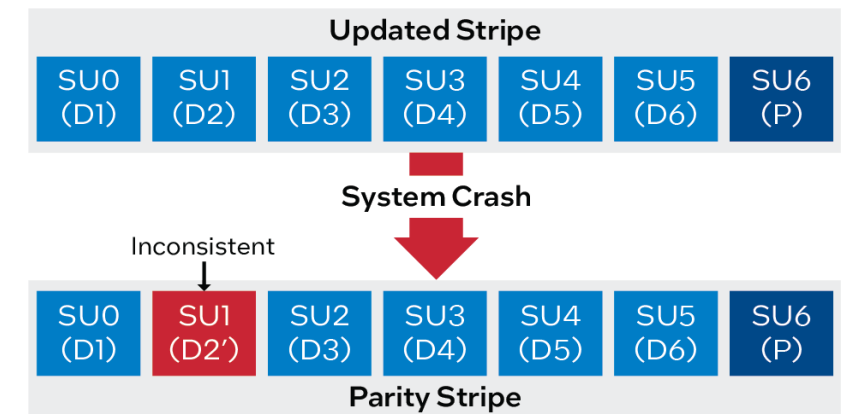 Updated Stripe
SU0 SU1 SU2 SU3 SU4 SU5 SU6
(D1) (D2) (D3) (D4) (D5) (D6) (P)
System Crash
Inconsistent
SU0 SU1 SU2 SU3 SU4 SU5 SU6
(D1) (D2′) (D3) (D4) (D5) (D6) (P)
Parity Stripe